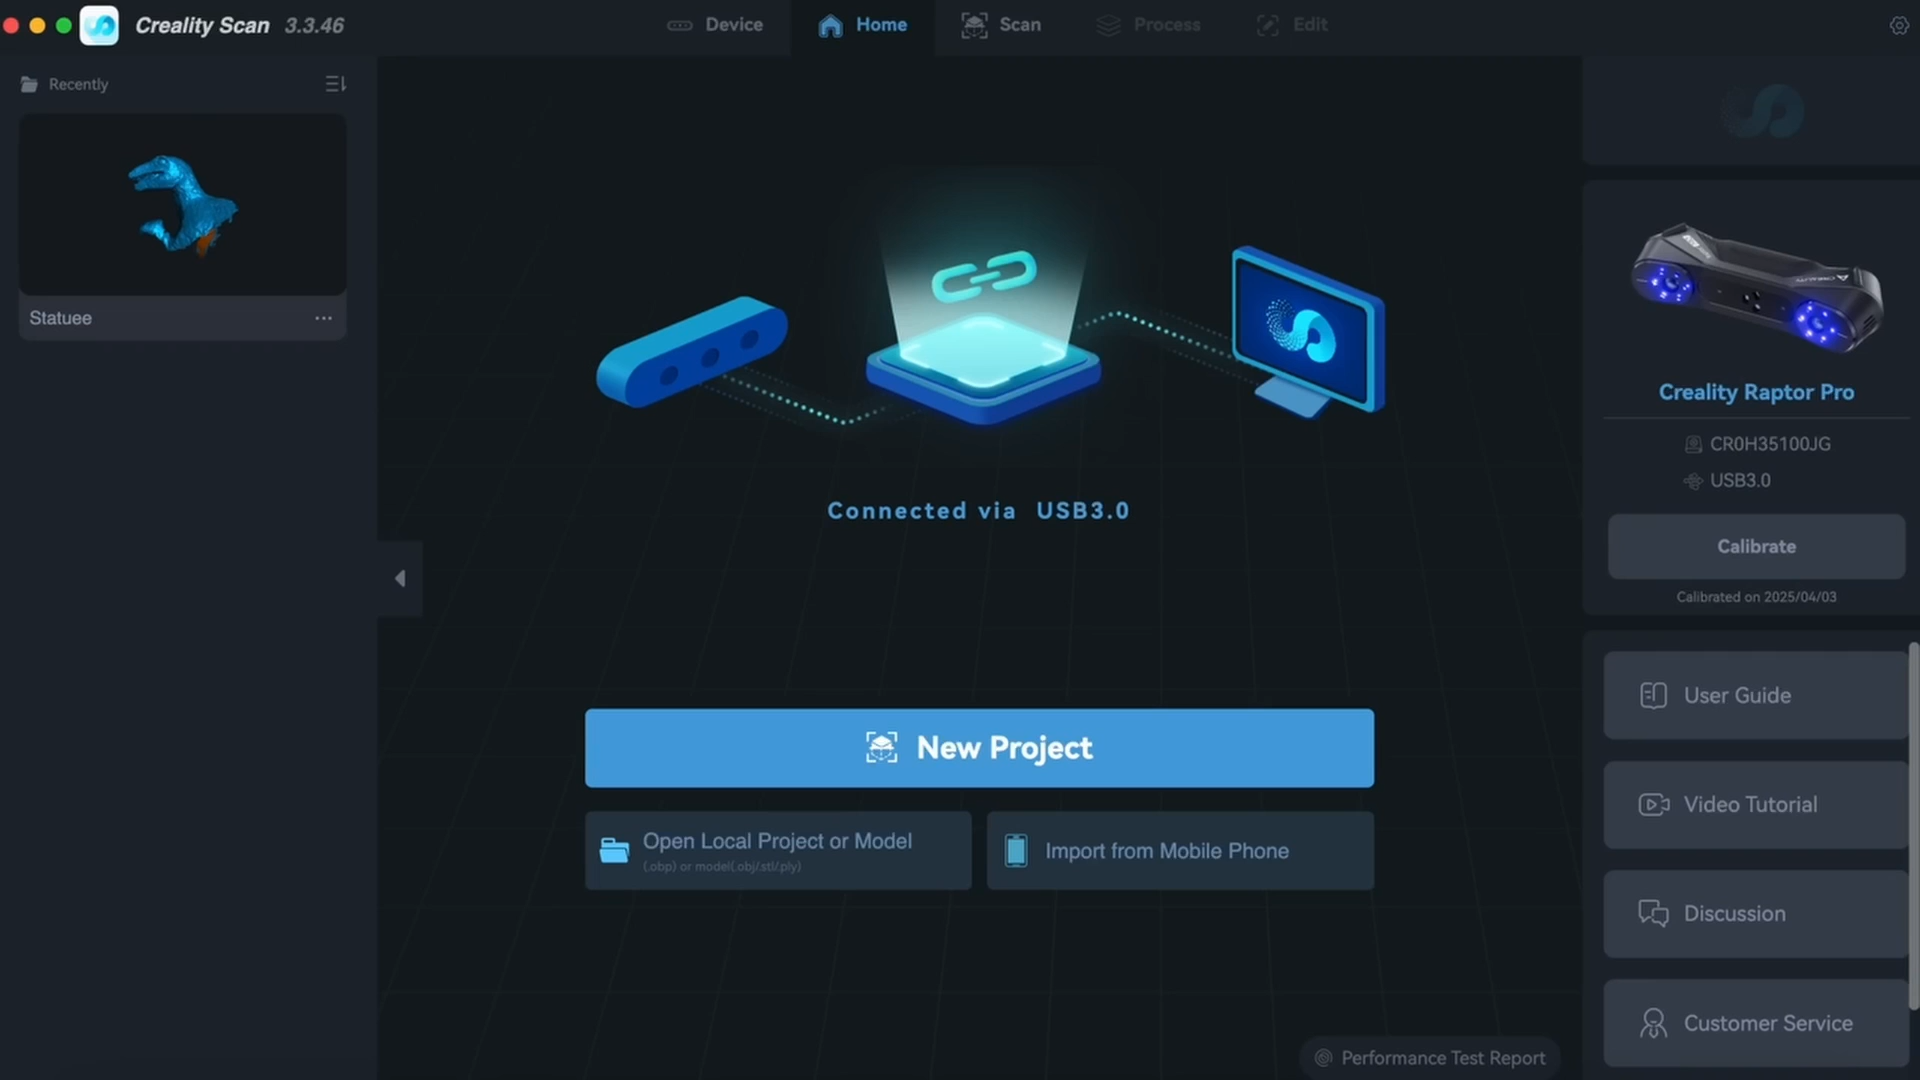 Creality Scan 3.3.46
Device
Home
Scan
Process
Edit
Recently
Statuee
Connected via USB3.0
New Project
Open Local Project or Model
(.obp) or model(.obj/.stl/.ply)
Import from Mobile Phone
Performance Test Report
Creality Raptor Pro
CR0H35100JG
USB3.0
Calibrate
Calibrated on 2025/04/03
User Guide
Video Tutorial
Discussion
Customer Service